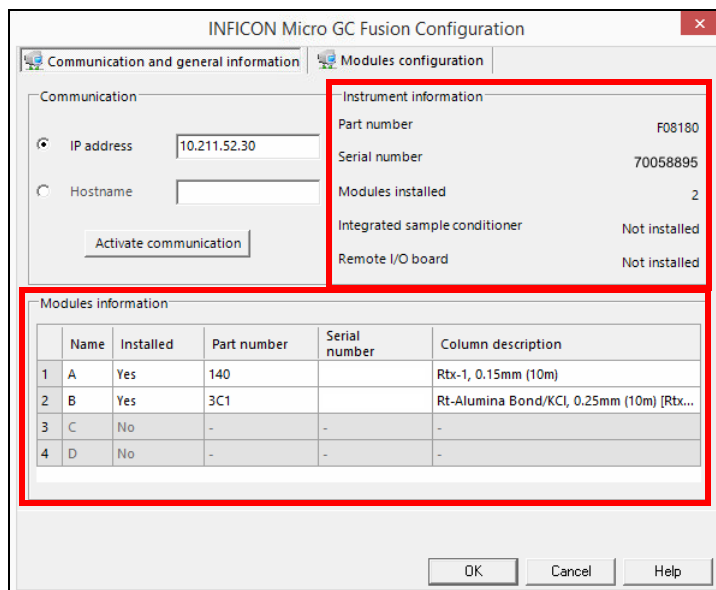 INFICON Micro GC Fusion Configuration
Communication and general information
Modules configuration
Communication
IP address 10.211.52.30
Hostname
Activate communication
Instrument information
Part number F08180
Serial number 70058895
Modules installed 2
Integrated sample conditioner Not installed
Remote I/O board Not installed
Modules information
Name Installed Part number Serial number Column description
1 A Yes 140 Rtx-1, 0.15mm (10m)
2 B Yes 3C1 Rt-Alumina Bond/KCl, 0.25mm (10m) [Rtx...
3 C No - - -
4 D No - - -
OK Cancel Help